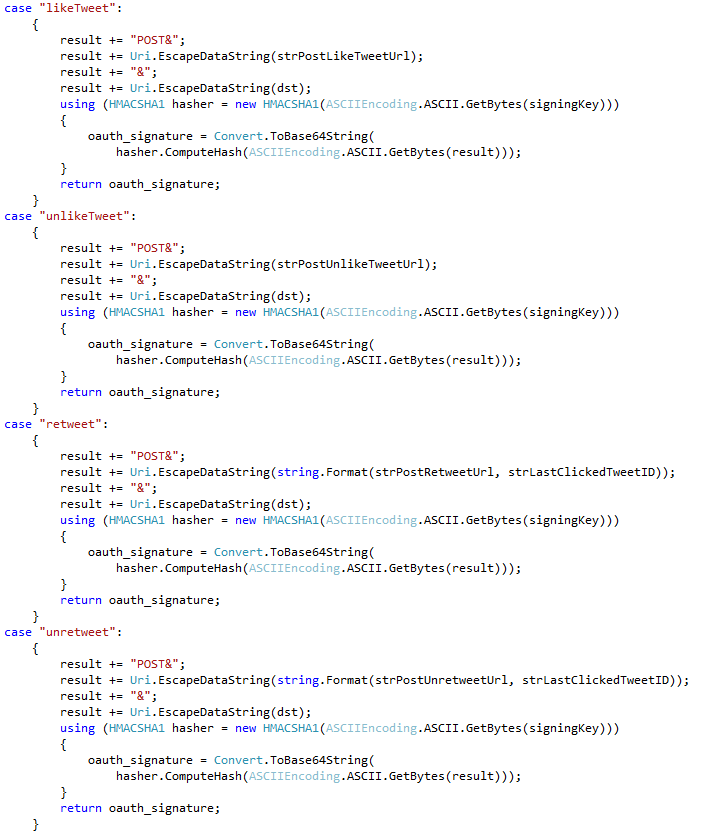 case "likeTweet":
    {
        result += "POST&";
        result += Uri.EscapeDataString(strPostLikeTweetUrl);
        result += "&";
        result += Uri.EscapeDataString(dst);
        using (HMACSHA1 hasher = new HMACSHA1(ASCIIEncoding.ASCII.GetBytes(signingKey)))
        {
            oauth_signature = Convert.ToBase64String(
                hasher.ComputeHash(ASCIIEncoding.ASCII.GetBytes(result)));
        }
        return oauth_signature;
    }
case "unlikeTweet":
    {
        result += "POST&";
        result += Uri.EscapeDataString(strPostUnlikeTweetUrl);
        result += "&";
        result += Uri.EscapeDataString(dst);
        using (HMACSHA1 hasher = new HMACSHA1(ASCIIEncoding.ASCII.GetBytes(signingKey)))
        {
            oauth_signature = Convert.ToBase64String(
                hasher.ComputeHash(ASCIIEncoding.ASCII.GetBytes(result)));
        }
        return oauth_signature;
    }
case "retweet":
    {
        result += "POST&";
        result += Uri.EscapeDataString(string.Format(strPostRetweetUrl, strLastClickedTweetID));
        result += "&";
        result += Uri.EscapeDataString(dst);
        using (HMACSHA1 hasher = new HMACSHA1(ASCIIEncoding.ASCII.GetBytes(signingKey)))
        {
            oauth_signature = Convert.ToBase64String(
                hasher.ComputeHash(ASCIIEncoding.ASCII.GetBytes(result)));
        }
        return oauth_signature;
    }
case "unretweet":
    {
        result += "POST&";
        result += Uri.EscapeDataString(string.Format(strPostUnretweetUrl, strLastClickedTweetID));
        result += "&";
        result += Uri.EscapeDataString(dst);
        using (HMACSHA1 hasher = new HMACSHA1(ASCIIEncoding.ASCII.GetBytes(signingKey)))
        {
            oauth_signature = Convert.ToBase64String(
                hasher.ComputeHash(ASCIIEncoding.ASCII.GetBytes(result)));
        }
        return oauth_signature;
    }